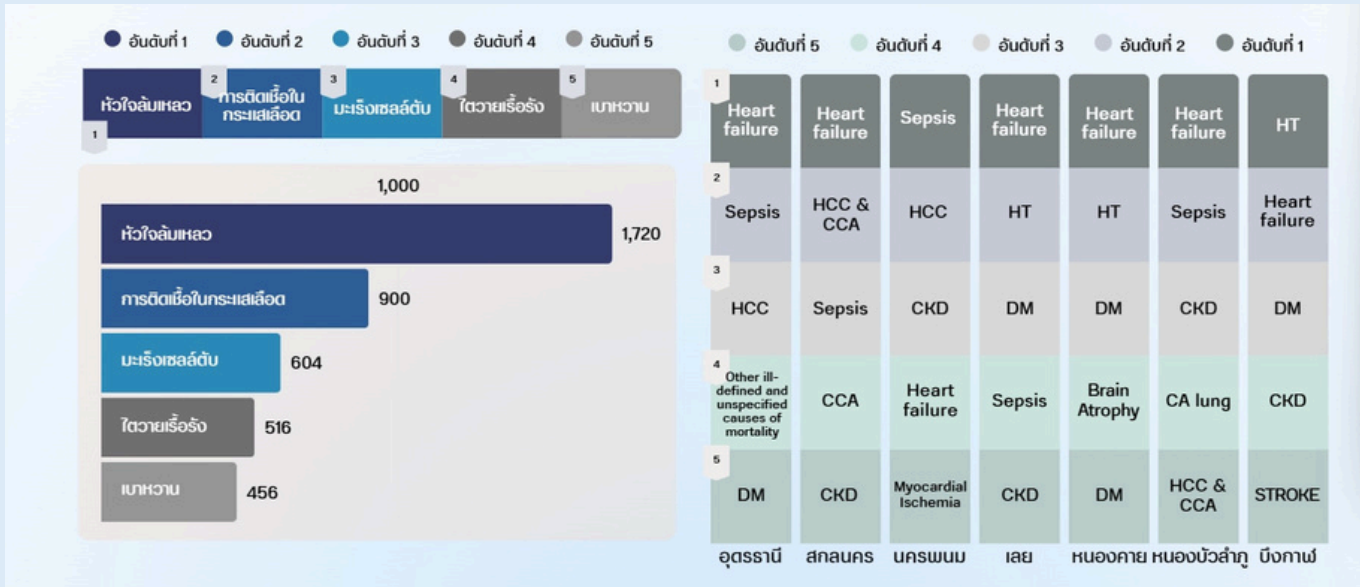 อันดับที่ 1 อันดับที่ 2 อันดับที่ 3 อันดับที่ 4 อันดับที่ 5
1 หัวใจล้มเหลว
2 การติดเชื้อใน
กระแสเลือด
3 มะเร็งเซลล์ตับ
4 ไตวายเรื้อรัง
5 เบาหวาน
1,000
หัวใจล้มเหลว 1,720
การติดเชื้อในกระแสเลือด 900
มะเร็งเซลล์ตับ 604
ไตวายเรื้อรัง 516
เบาหวาน 456
อันดับที่ 5 อันดับที่ 4 อันดับที่ 3 อันดับที่ 2 อันดับที่ 1
1
Heart
failure
Heart
failure
Sepsis
Heart
failure
Heart
failure
Heart
failure
HT
2
Sepsis
HCC &
CCA
HCC
HT
HT
Sepsis
Heart
failure
3
HCC
Sepsis
CKD
DM
DM
CKD
DM
4
Other ill-
defined and
unspecified
causes of
mortality
CCA
Heart
failure
Sepsis
Brain
Atrophy
CA lung
CKD
5
DM
CKD
Myocardial
Ischemia
CKD
DM
HCC &
CCA
STROKE
อุดรธานี สกลนคร นครพนม เลย หนองคาย หนองบัวลำภู บึงกาฬ